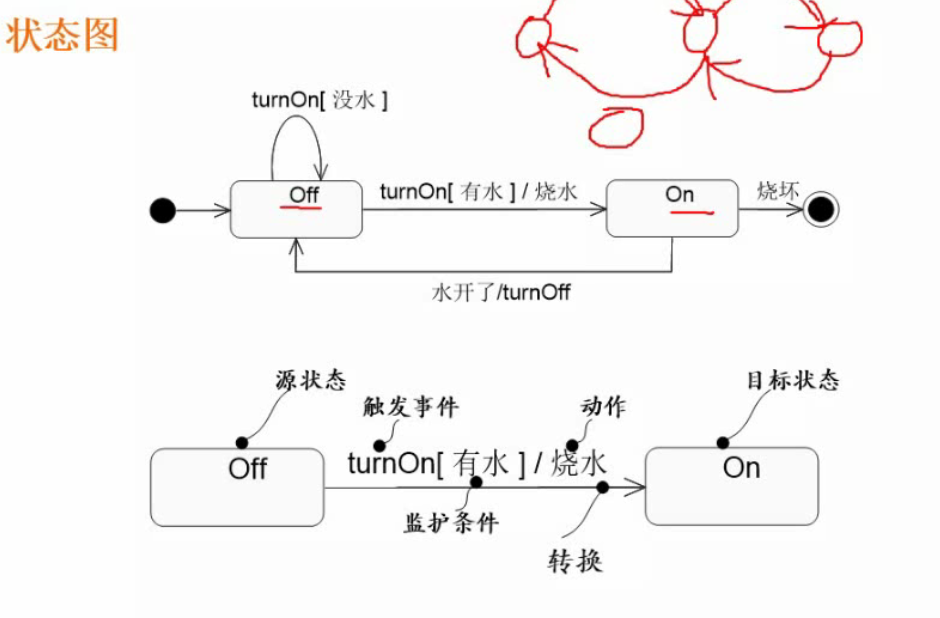 状态图
turnOn[ 没水 ]
Off
turnOn[ 有水 ] / 烧水
On
烧坏
水开了/turnOff
源状态
目标状态
触发事件
动作
Off
turnOn[ 有水 ] / 烧水
On
监护条件
转换